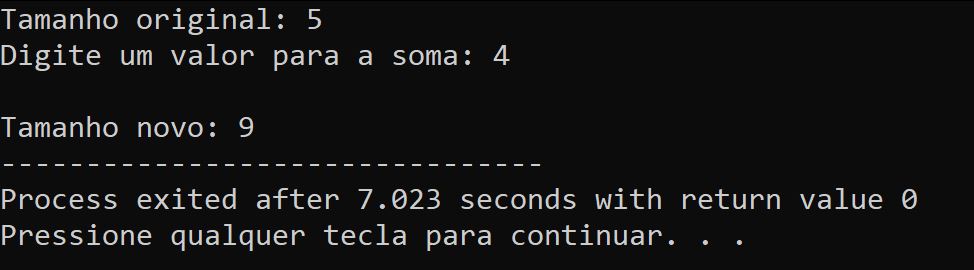 Tamanho original: 5
Digite um valor para a soma: 4
Tamanho novo: 9
--------------------------------
Process exited after 7.023 seconds with return value 0
Pressione qualquer tecla para continuar. . .